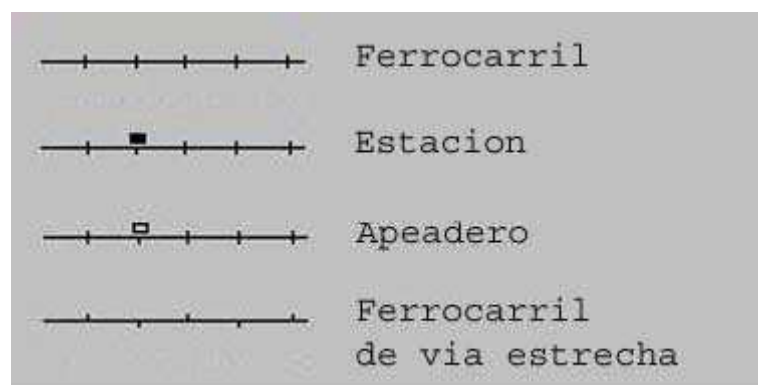 Ferrocarril
Estacion
Apeadero
Ferrocarril
de via estrecha